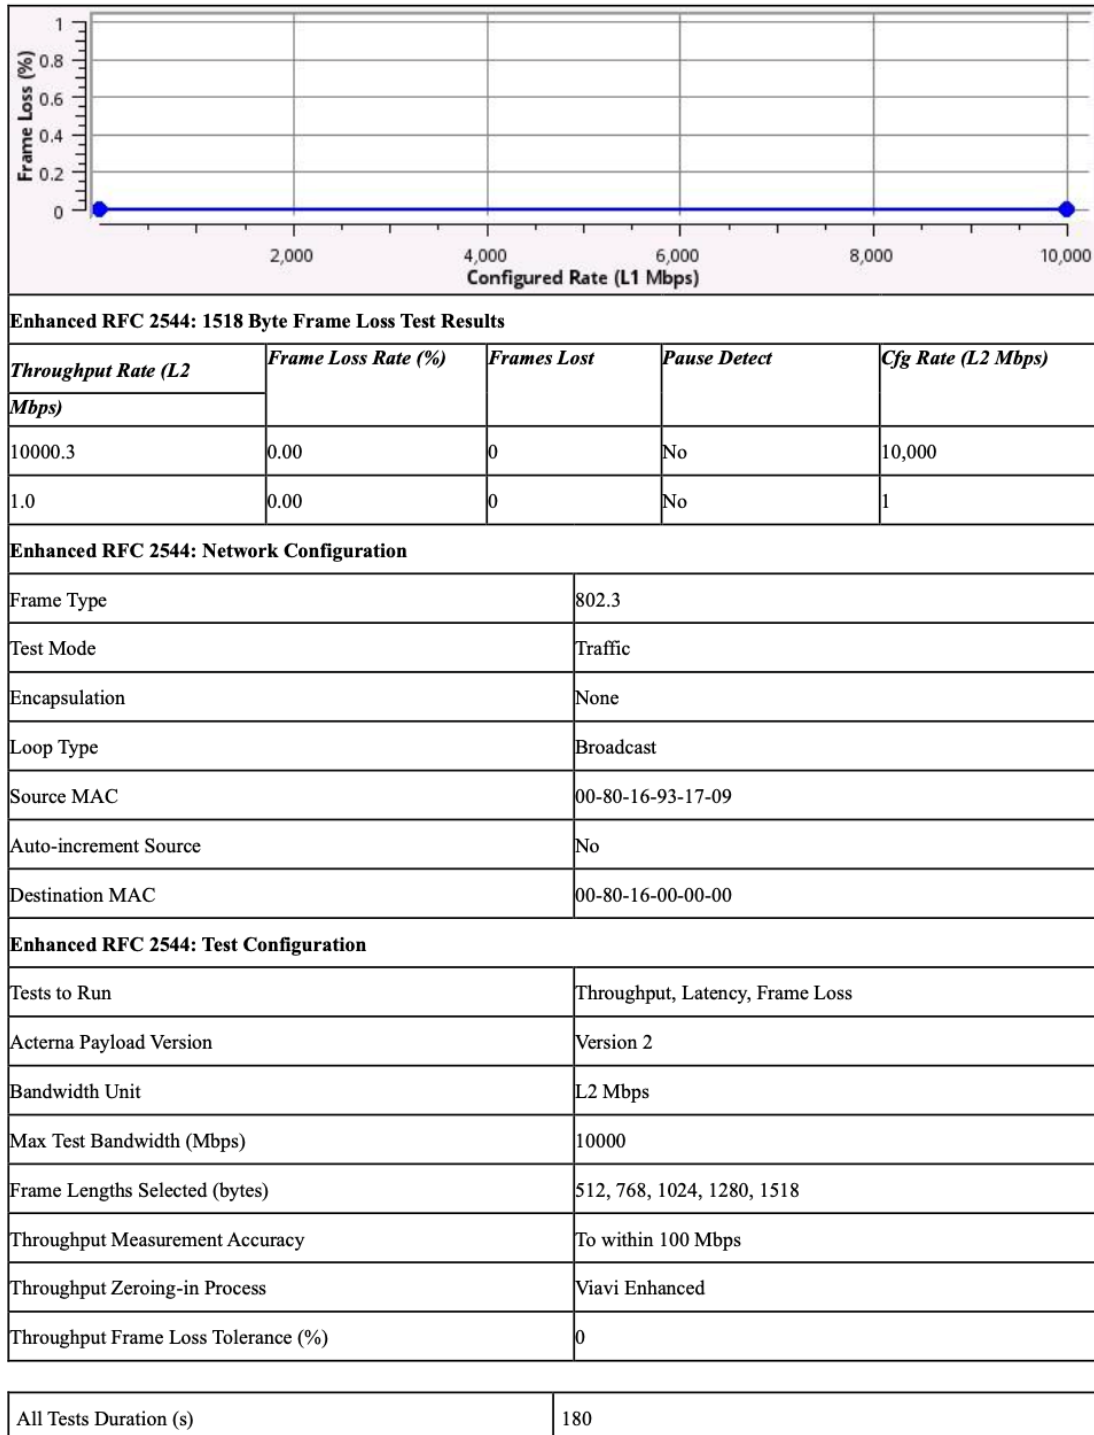 1
0.8
0.6
0.4
0.2
0
Frame Loss (%)
2,000 4,000 6,000 8,000 10,000
Configured Rate (L1 Mbps)
Enhanced RFC 2544: 1518 Byte Frame Loss Test Results
Throughput Rate (L2 Mbps) Frame Loss Rate (%) Frames Lost Pause Detect Cfg Rate (L2 Mbps)
10000.3 0.00 0 No 10,000
1.0 0.00 0 No 1
Enhanced RFC 2544: Network Configuration
Frame Type 802.3
Test Mode Traffic
Encapsulation None
Loop Type Broadcast
Source MAC 00-80-16-93-17-09
Auto-increment Source No
Destination MAC 00-80-16-00-00-00
Enhanced RFC 2544: Test Configuration
Tests to Run Throughput, Latency, Frame Loss
Acterna Payload Version Version 2
Bandwidth Unit L2 Mbps
Max Test Bandwidth (Mbps) 10000
Frame Lengths Selected (bytes) 512, 768, 1024, 1280, 1518
Throughput Measurement Accuracy To within 100 Mbps
Throughput Zeroing-in Process Viavi Enhanced
Throughput Frame Loss Tolerance (%) 0
All Tests Duration (s) 180